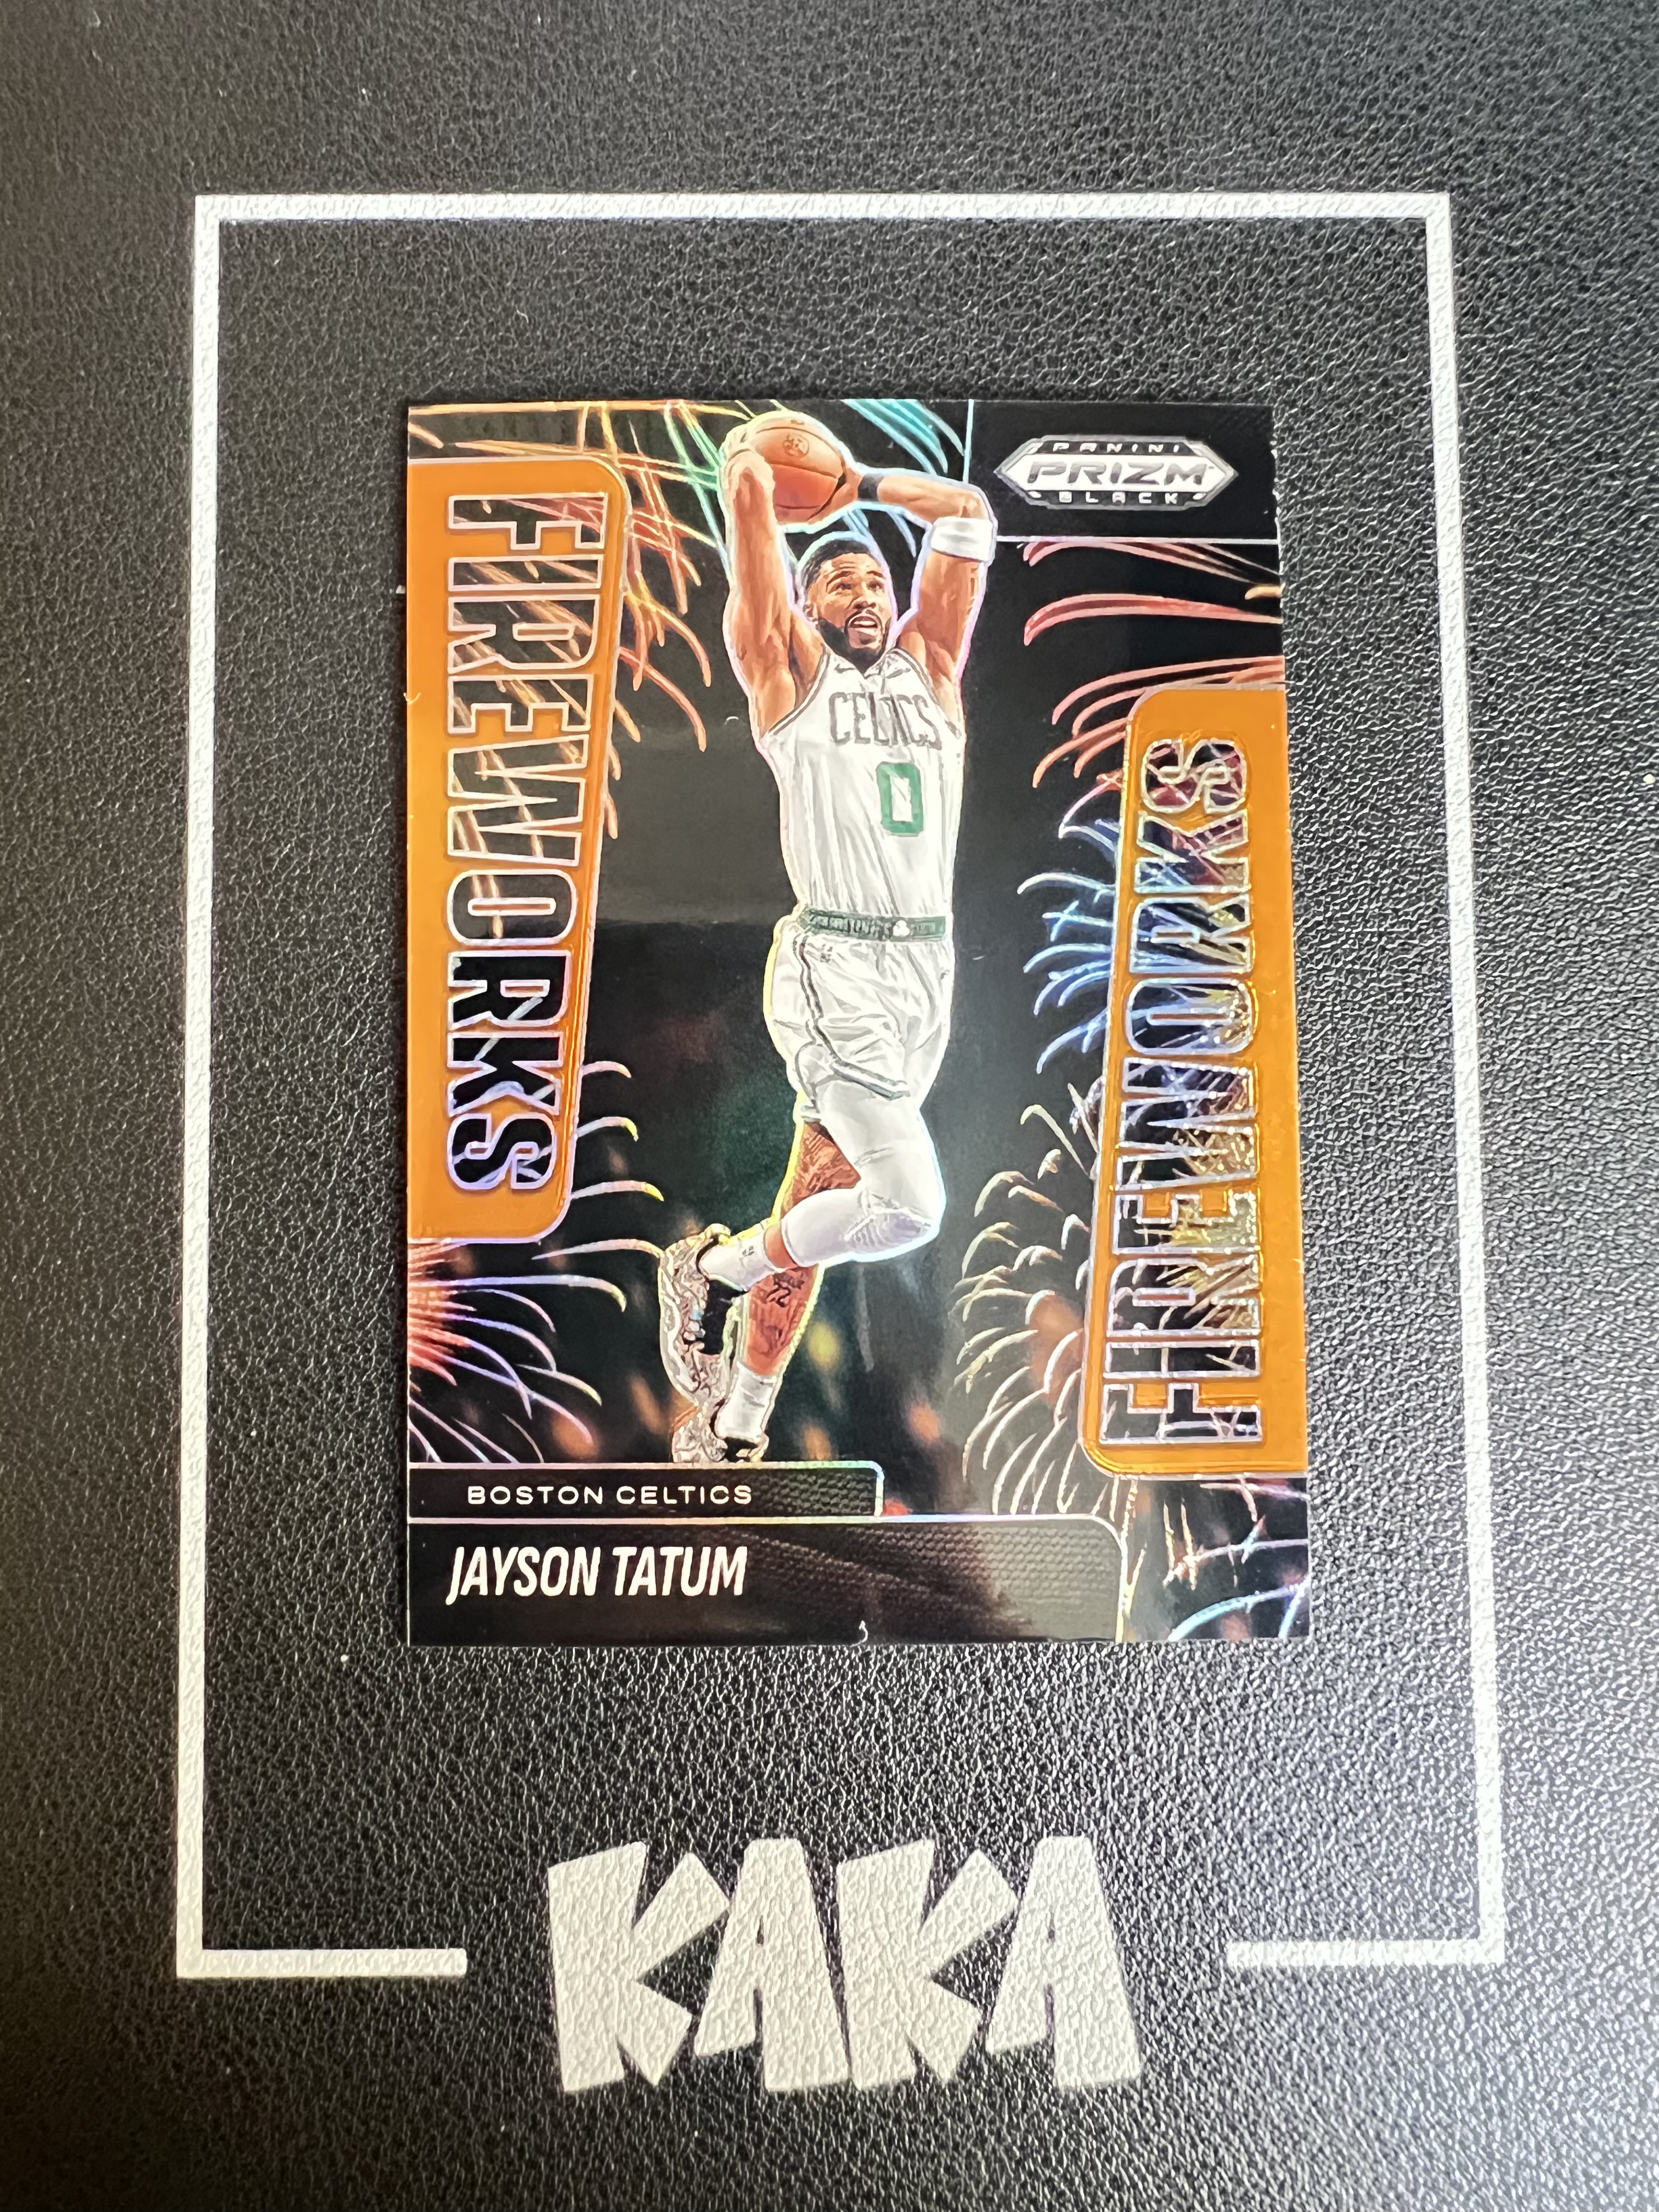 PANINI
PRIZM
BLACK
FIREWORKS
CELTICS
0
FIREWORKS
BOSTON CELTICS
JAYSON TATUM
KAKA